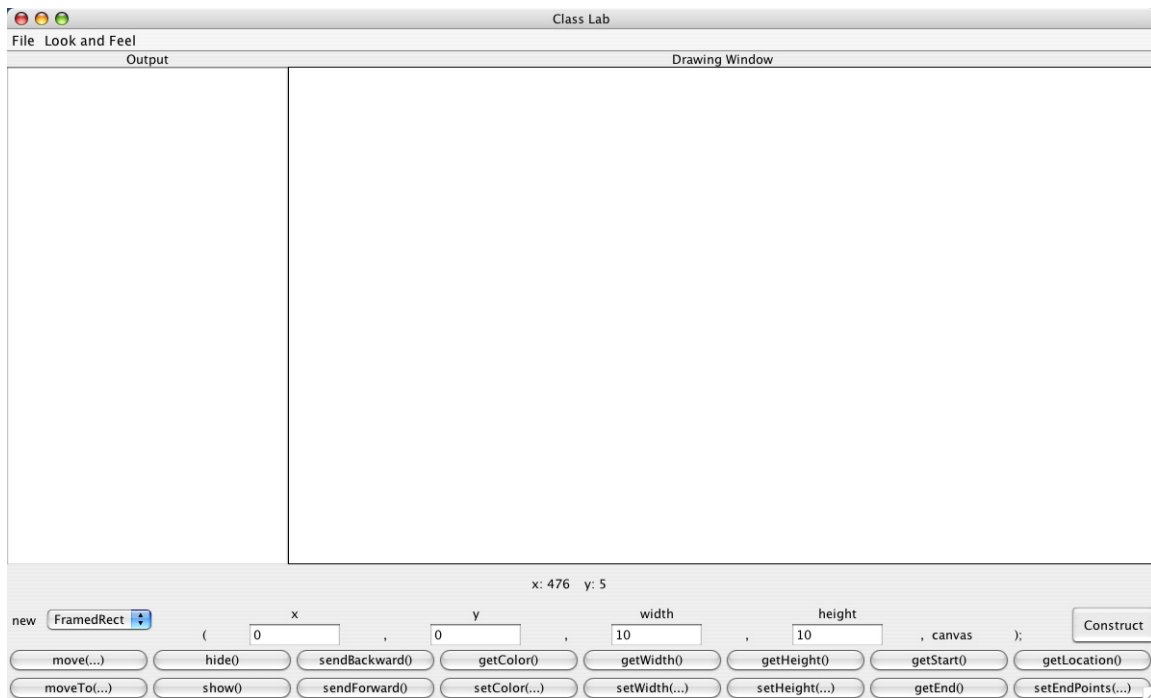 Class Lab
File Look and Feel
Output Drawing Window
x: 476 y: 5
x y width height
new FramedRect ( 0 , 0 , 10 , 10 , canvas ); Construct
move(...) hide() sendBackward() getColor() getWidth() getHeight() getStart() getLocation()
moveTo(...) show() sendForward() setColor(...) setWidth(...) setHeight(...) getEnd() setEndPoints(...)